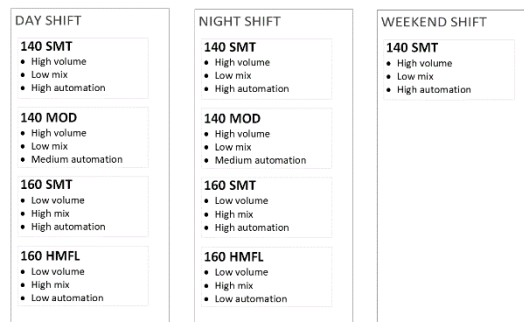 DAY SHIFT
140 SMT
• High volume
• Low mix
• High automation
140 MOD
• High volume
• Low mix
• Medium automation
160 SMT
• Low volume
• High mix
• High automation
160 HMFL
• Low volume
• High mix
• Low automation
NIGHT SHIFT
140 SMT
• High volume
• Low mix
• High automation
140 MOD
• High volume
• Low mix
• Medium automation
160 SMT
• Low volume
• High mix
• High automation
160 HMFL
• Low volume
• High mix
• Low automation
WEEKEND SHIFT
140 SMT
• High volume
• Low mix
• High automation